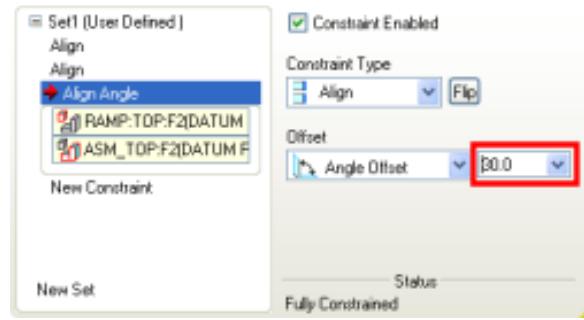 Set1 (User Defined)
Align
Align
Align Angle
RAMP:TOP:F2(DATUM
ASM_TOP:F2(DATUM F
New Constraint
New Set
Constraint Enabled
Constraint Type
Align Flip
Offset
Angle Offset 30.0
Status
Fully Constrained